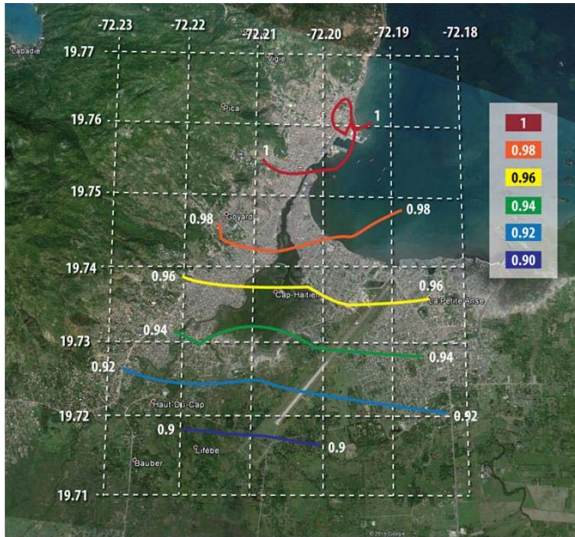 -72.23 -72.22 -72.21 -72.20 -72.19 -72.18
Labadie
19.77
Vigie
19.76
Pica
1
1
1
0.98
0.96
0.94
0.92
0.90
19.75
0.98
Goyard
0.98
19.74
0.96
0.96
Cap-Haïtien
La Petite Anse
0.94
19.73
0.94
0.92
19.72
Haut-Du-Cap
0.92
0.9
0.9
Lifèbe
Bauber
19.71
© 2015 Google